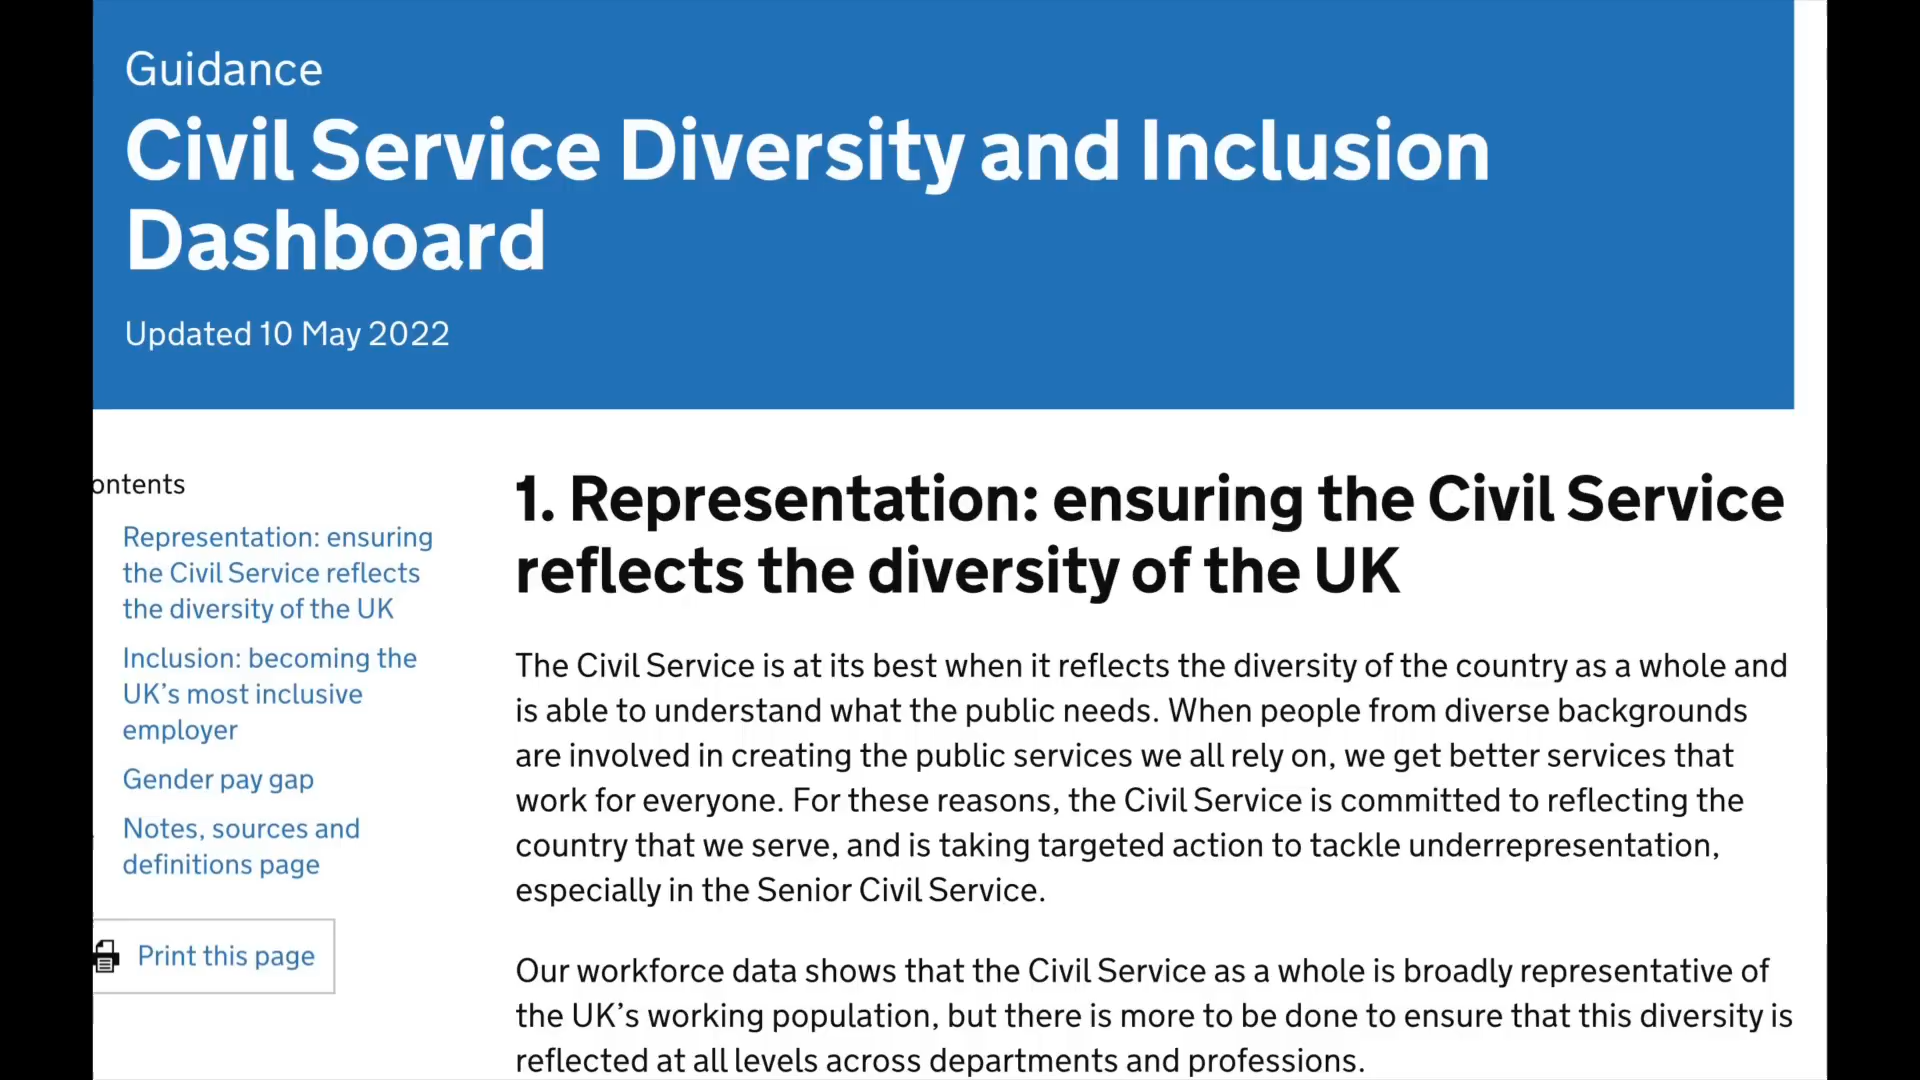 Guidance
Civil Service Diversity and Inclusion
Dashboard
Updated 10 May 2022
ontents
Representation: ensuring
the Civil Service reflects
the diversity of the UK
Inclusion: becoming the
UK's most inclusive
employer
Gender pay gap
Notes, sources and
definitions page
Print this page
1. Representation: ensuring the Civil Service
reflects the diversity of the UK
The Civil Service is at its best when it reflects the diversity of the country as a whole and
is able to understand what the public needs. When people from diverse backgrounds
are involved in creating the public services we all rely on, we get better services that
work for everyone. For these reasons, the Civil Service is committed to reflecting the
country that we serve, and is taking targeted action to tackle underrepresentation,
especially in the Senior Civil Service.
Our workforce data shows that the Civil Service as a whole is broadly representative of
the UK's working population, but there is more to be done to ensure that this diversity is
reflected at all levels across departments and professions.